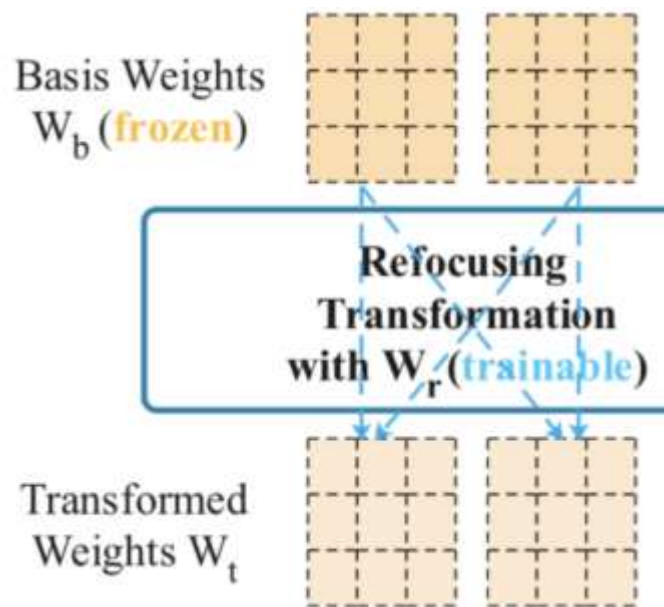 Basis Weights
W_b (frozen)
Refocusing
Transformation
with W_r (trainable)
Transformed
Weights W_t